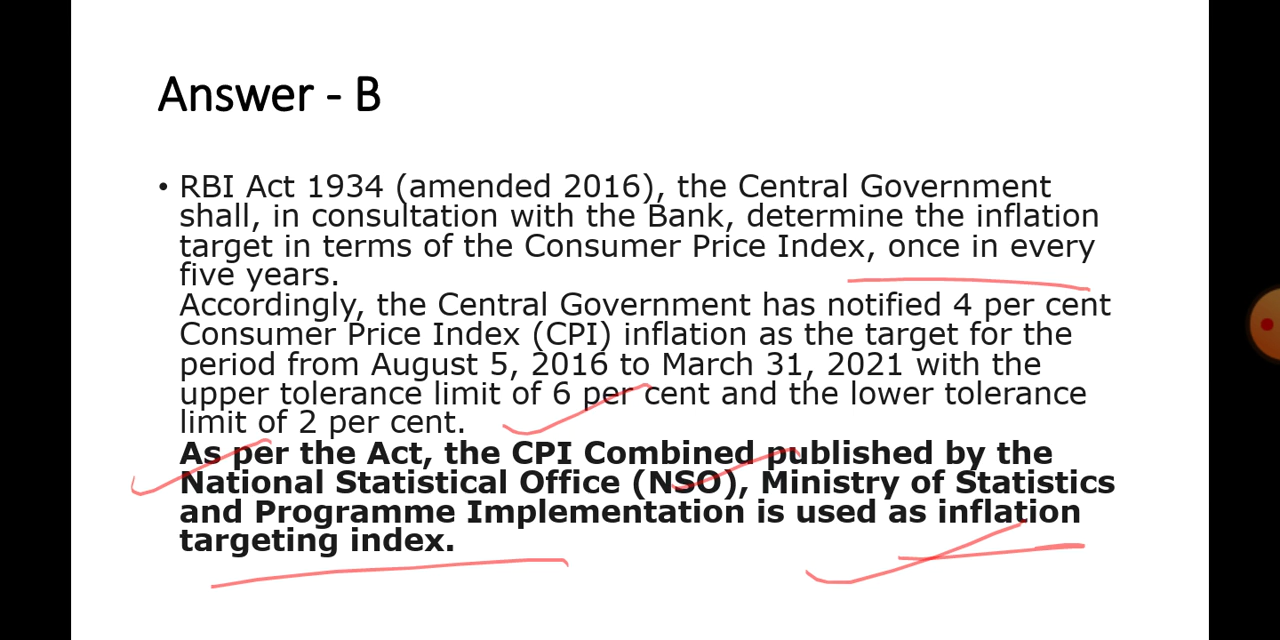 Answer - B
• RBI Act 1934 (amended 2016), the Central Government
shall, in consultation with the Bank, determine the inflation
target in terms of the Consumer Price Index, once in every
five years.
Accordingly, the Central Government has notified 4 per cent
Consumer Price Index (CPI) inflation as the target for the
period from August 5, 2016 to March 31, 2021 with the
upper tolerance limit of 6 per cent and the lower tolerance
limit of 2 per cent.
As per the Act, the CPI Combined published by the
National Statistical Office (NSO), Ministry of Statistics
and Programme Implementation is used as inflation
targeting index.